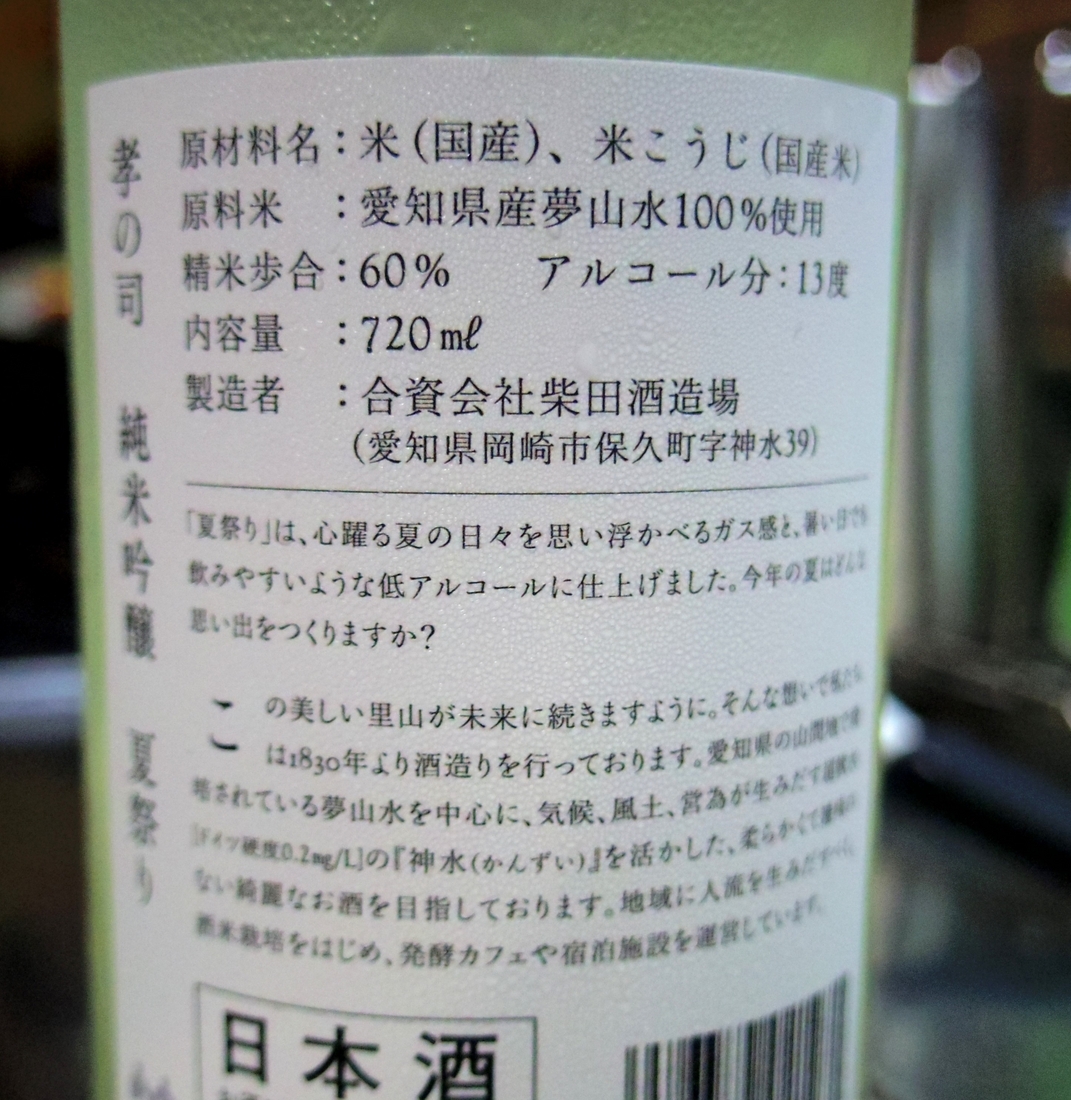 孝の司　純米吟醸　夏祭り
原材料名：米（国産）、米こうじ（国産米）
原料米　：愛知県産夢山水100％使用
精米歩合：60％　アルコール分：13度
内容量　：720㎖
製造者　：合資会社柴田酒造場
（愛知県岡崎市保久町字神水39）
「夏祭り」は、心躍る夏の日々を思い浮かべるガス感と、暑い日でも
飲みやすいような低アルコールに仕上げました。今年の夏はどんな
思い出をつくりますか？
この美しい里山が未来に続きますように。そんな想いで私たち
は1830年より酒造りを行っております。愛知県の山間地で栽
培されている夢山水を中心に、気候、風土、営為が生みだす超軟水
［ドイツ硬度0.2mg/L］の『神水（かんずい）』を活かした、柔らかくて雑味の
ない綺麗なお酒を目指しております。地域に人流を生みだすべく、
酒米栽培をはじめ、発酵カフェや宿泊施設を運営しています。
日本酒